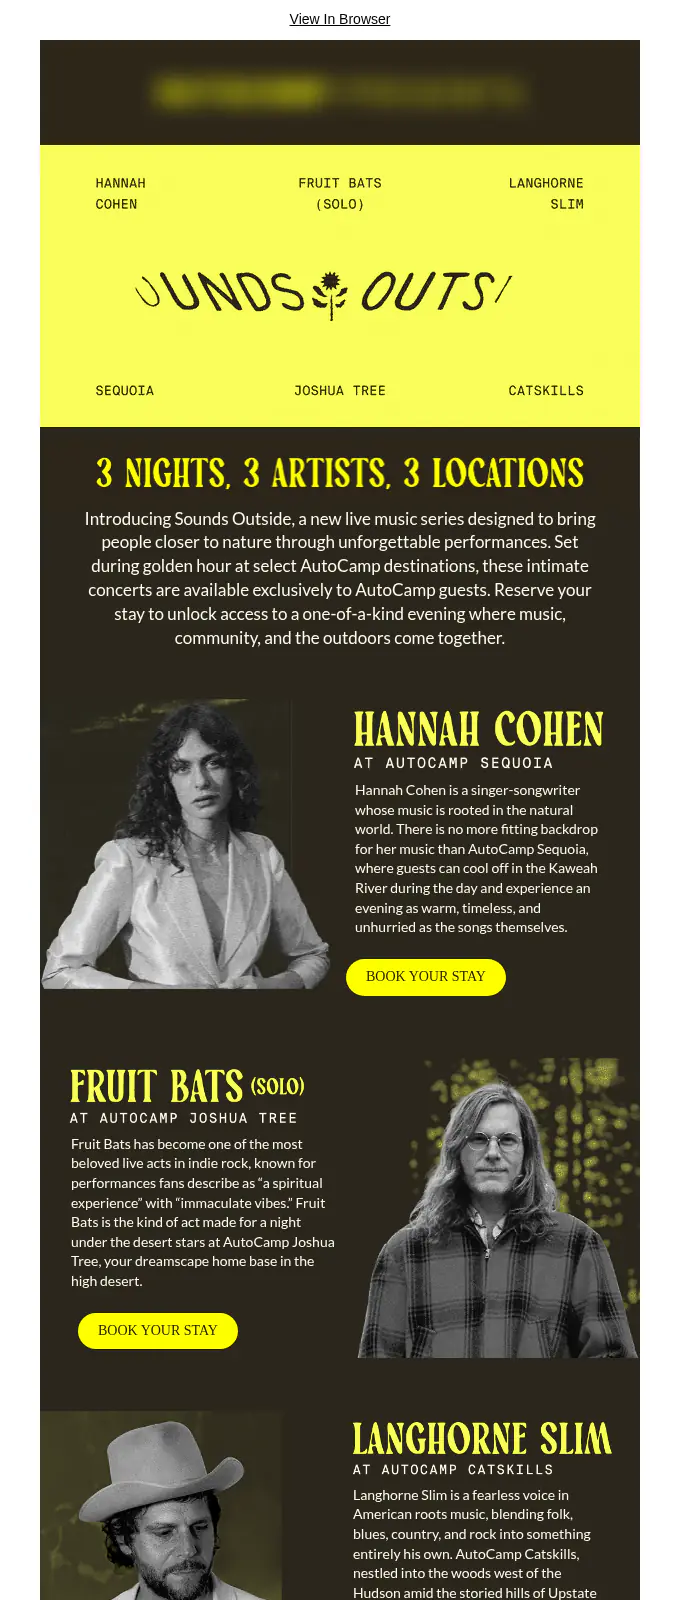 View In Browser
HANNAH COHEN
FRUIT BATS (SOLO)
LANGHORNE SLIM
OUTS
SEQUOIA
JOSHUA TREE
CATSKILLS
3 NIGHTS, 3 ARTISTS, 3 LOCATIONS
Introducing Sounds Outside, a new live music series designed to bring
people closer to nature through unforgettable performances. Set
during golden hour at select AutoCamp destinations, these intimate
concerts are available exclusively to AutoCamp guests. Reserve your
stay to unlock access to a one-of-a-kind evening where music,
community, and the outdoors come together.
HANNAH COHEN
AT AUTOCAMP SEQUOIA
Hannah Cohen is a singer-songwriter
whose music is rooted in the natural
world. There is no more fitting backdrop
for her music than AutoCamp Sequoia,
where guests can cool off in the Kaweah
River during the day and experience an
evening as warm, timeless, and
unhurried as the songs themselves.
BOOK YOUR STAY
FRUIT BATS (SOLO)
AT AUTOCAMP JOSHUA TREE
Fruit Bats has become one of the most
beloved live acts in indie rock, known for
performances fans describe as “a spiritual
experience” with “immaculate vibes.” Fruit
Bats is the kind of act made for a night
under the desert stars at AutoCamp Joshua
Tree, your dreamscape home base in the
high desert.
BOOK YOUR STAY
LANGHORNE SLIM
AT AUTOCAMP CATSKILLS
Langhorne Slim is a fearless voice in
American roots music, blending folk,
blues, country, and rock into something
entirely his own. AutoCamp Catskills,
nestled into the woods west of the
Hudson amid the storied hills of Upstate